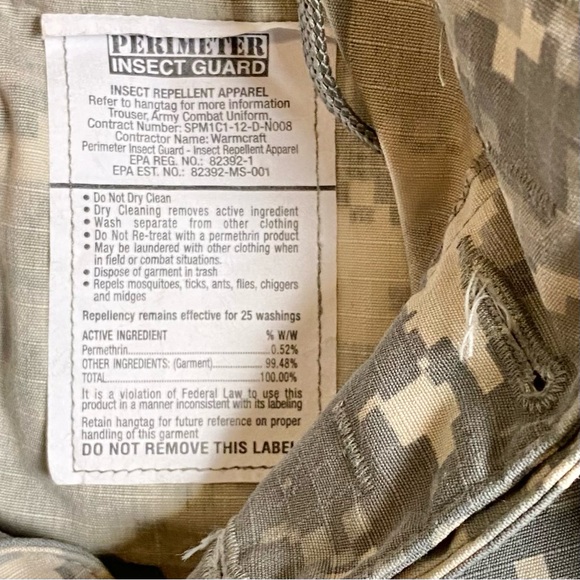 PERIMETER
INSECT GUARD
INSECT REPELLENT APPAREL
Refer to hangtag for more information
Trouser, Army Combat Uniform,
Contract Number: SPM1C1-12-D-N008
Contractor Name: Warmcraft
Perimeter Insect Guard - Insect Repellent Apparel
EPA REG. NO.: 82392-1
EPA EST. NO.: 82392-MS-001
• Do Not Dry Clean
• Dry Cleaning removes active ingredient
• Wash separate from other clothing
• Do Not Re-treat with a permethrin product
• May be laundered with other clothing when
in field or combat situations.
• Dispose of garment in trash
• Repels mosquitoes, ticks, ants, flies, chiggers
and midges
Repellency remains effective for 25 washings
ACTIVE INGREDIENT % W/W
Permethrin 0.52%
OTHER INGREDIENTS: (Garment) 99.48%
TOTAL 100.00%
It is a violation of Federal Law to use this
product in a manner inconsistent with its labeling
Retain hangtag for future reference on proper
handling of this garment
DO NOT REMOVE THIS LABEL